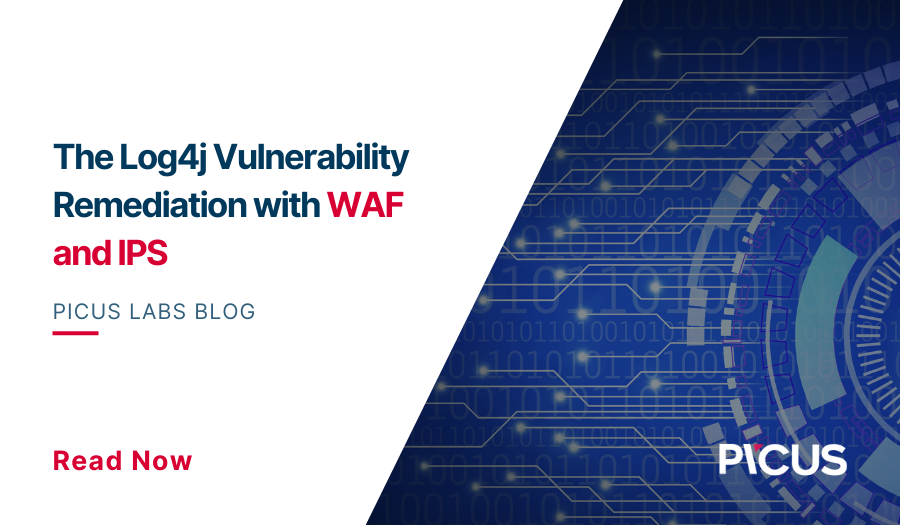 The Log4j Vulnerability
Remediation with WAF
and IPS
PICUS LABS BLOG
Read Now
PICUS